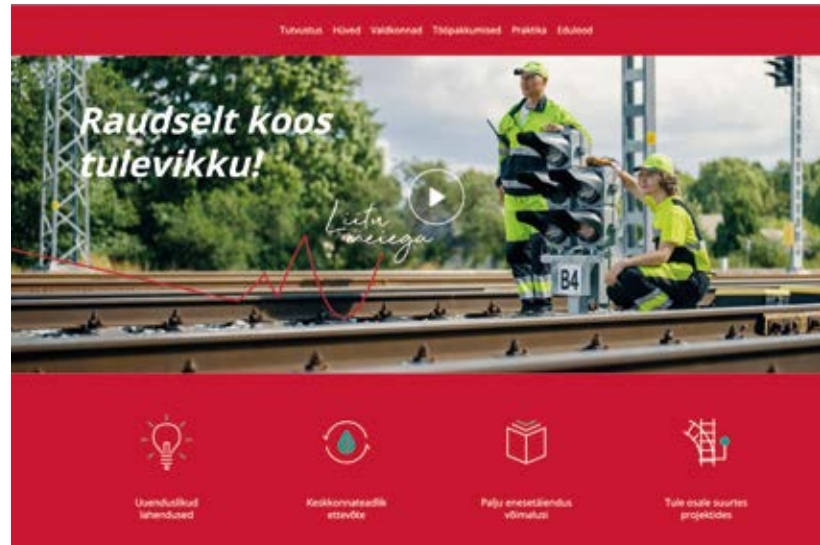 Tutvustus Hüved Valdkonnad Tööpakkumised Praktika Edulood
Raudselt koos
tulevikku!
Liitu
meiega
B4
Uuenduslikud
lahendused
Keskkonnateadlik
ettevõte
Palju eneseteäiendus
võimalusi
Tule osale suurtes
projektides